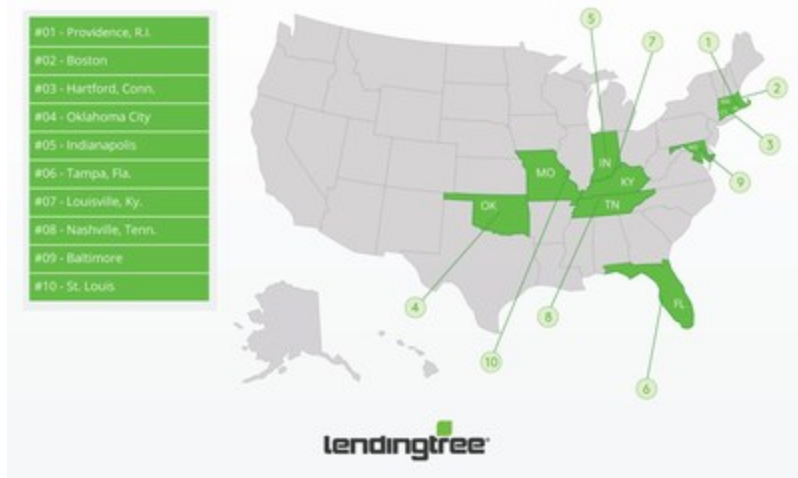 #01 - Providence, R.I.
#02 - Boston
#03 - Hartford, Conn.
#04 - Oklahoma City
#05 - Indianapolis
#06 - Tampa, Fla.
#07 - Louisville, Ky.
#08 - Nashville, Tenn.
#09 - Baltimore
#10 - St. Louis
5
7
1
2
3
9
IN
MO
KY
OK
TN
FL
4
8
10
6
lendingtree